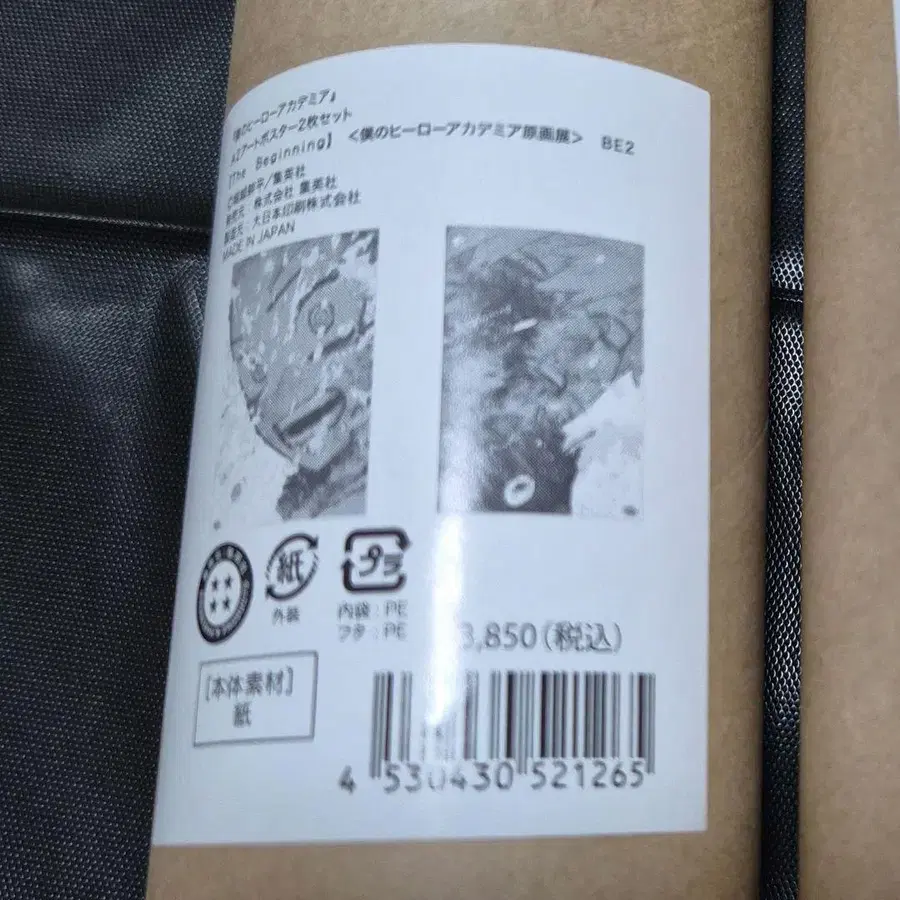 『僕のヒーローアカデミア』
A2アートポスター2枚セット
【The Beginning】 <僕のヒーローアカデミア原画展> BE2
©堀越耕平/集英社
発売元:株式会社 集英社
製造元:大日本印刷株式会社
MADE IN JAPAN
紙
外装
プラ
内袋:PE
フタ:PE
3,850(税込)
[本体素材]
紙
4 530430 521265